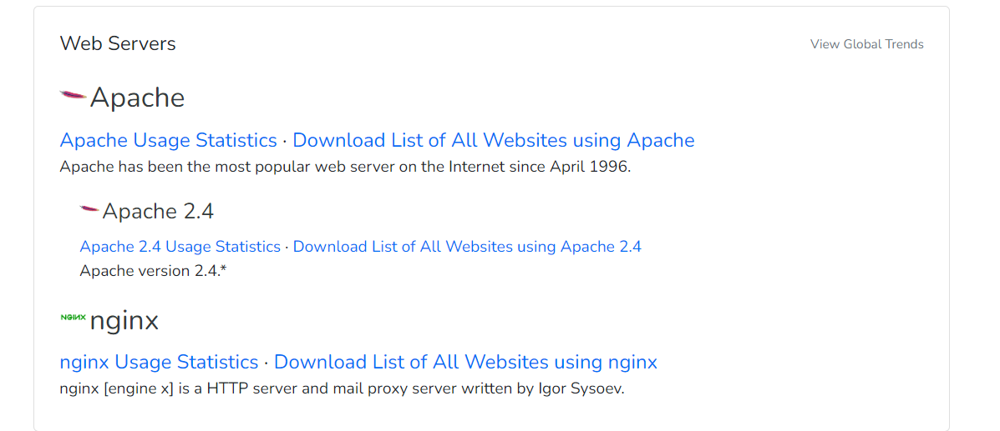 Web Servers
View Global Trends
Apache
Apache Usage Statistics · Download List of All Websites using Apache
Apache has been the most popular web server on the Internet since April 1996.
Apache 2.4
Apache 2.4 Usage Statistics · Download List of All Websites using Apache 2.4
Apache version 2.4.*
NGINX nginx
nginx Usage Statistics · Download List of All Websites using nginx
nginx [engine x] is a HTTP server and mail proxy server written by Igor Sysoev.